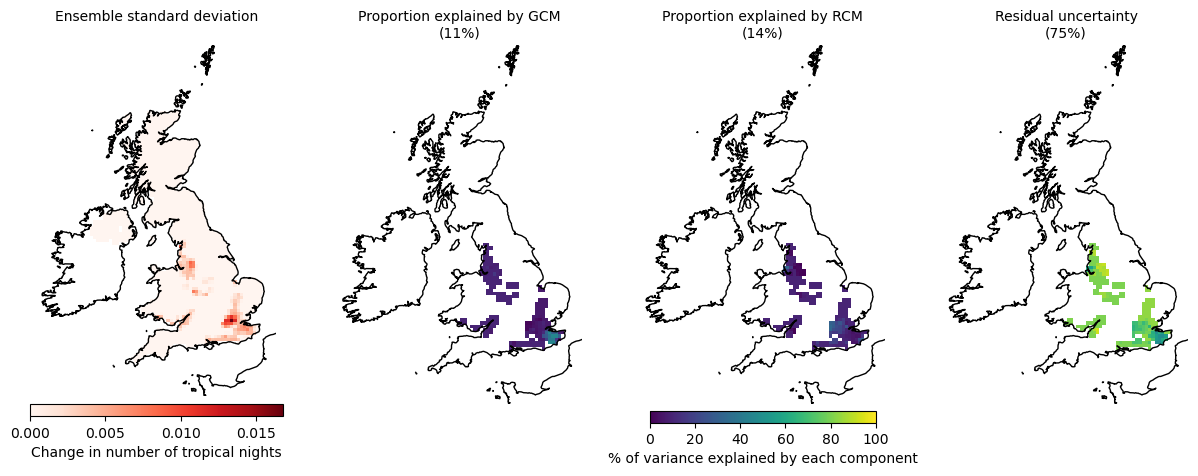 Ensemble standard deviation
Proportion explained by GCM
(11%)
Proportion explained by RCM
(14%)
Residual uncertainty
(75%)
0.000 0.005 0.010 0.015
Change in number of tropical nights
0 20 40 60 80 100
% of variance explained by each component